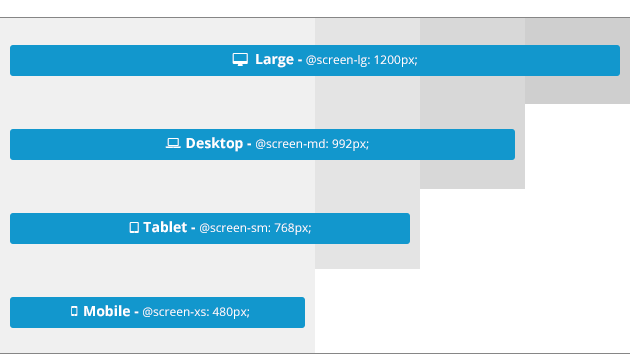 Large - @screen-lg: 1200px;
Desktop - @screen-md: 992px;
Tablet - @screen-sm: 768px;
Mobile - @screen-xs: 480px;